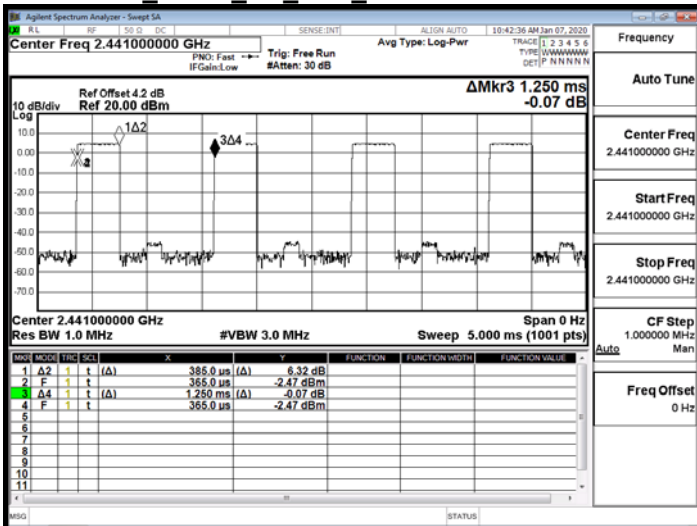 Agilent Spectrum Analyzer - Swept SA
RL RF 50 Ω DC SENSE:INT ALIGN AUTO 10:42:36 AM Jan 07, 2020
Center Freq 2.441000000 GHz
PNO: Fast
IFGain:Low
Trig: Free Run
#Atten: 30 dB
Avg Type: Log-Pwr
TRACE 1 2 3 4 5 6
TYPE WWWWWW
DET P N N N N N
Ref Offset 4.2 dB
10 dB/div Ref 20.00 dBm
ΔMkr3 1.250 ms
-0.07 dB
Log
10.0
0.00
-10.0
-20.0
-30.0
-40.0
-50.0
-60.0
-70.0
1Δ2
3Δ4
Center 2.441000000 GHz Span 0 Hz
Res BW 1.0 MHz #VBW 3.0 MHz Sweep 5.000 ms (1001 pts)
MKR MODE TRC SCL X Y FUNCTION FUNCTION WIDTH FUNCTION VALUE
1 Δ2 1 t (Δ) 385.0 µs (Δ) 6.32 dB
2 F 1 t 365.0 µs -2.47 dBm
3 Δ4 1 t (Δ) 1.250 ms (Δ) -0.07 dB
4 F 1 t 365.0 µs -2.47 dBm
5
6
7
8
9
10
11
MSG STATUS
Frequency
Auto Tune
Center Freq
2.441000000 GHz
Start Freq
2.441000000 GHz
Stop Freq
2.441000000 GHz
CF Step
1.000000 MHz
Auto Man
Freq Offset
0 Hz